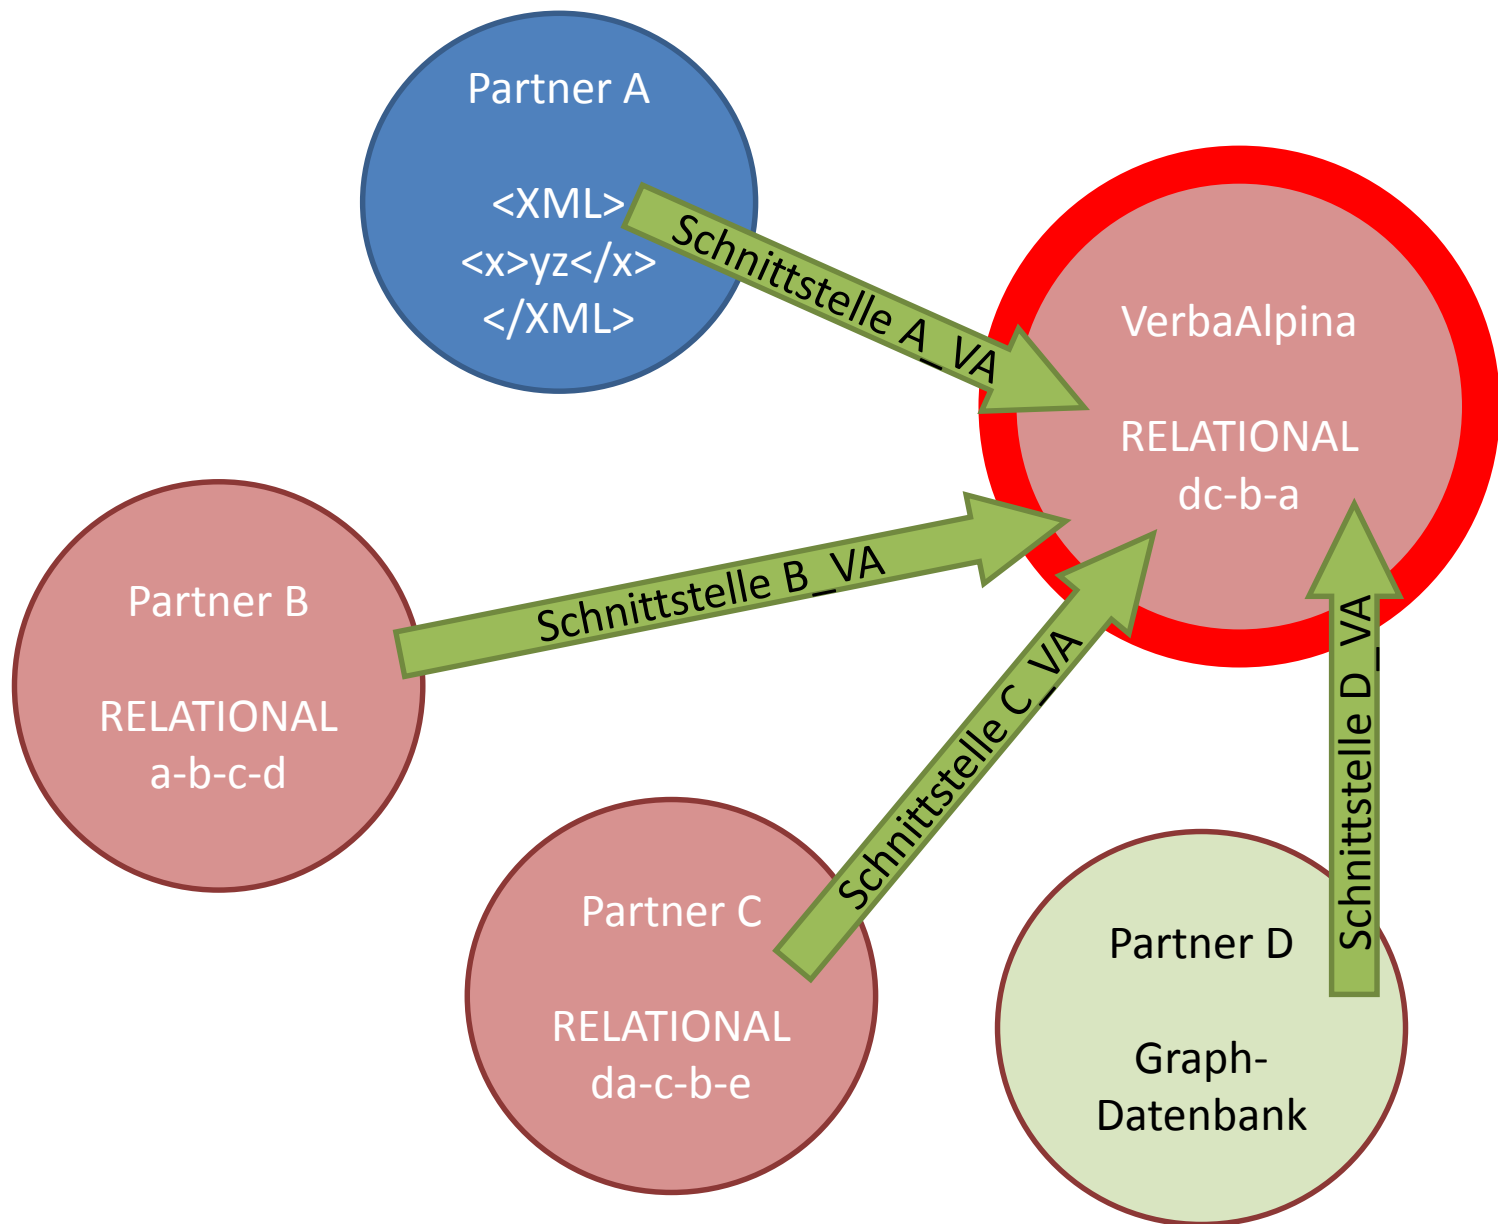 Partner A
<XML>
<x>yz</x>
</XML>
Schnittstelle A_VA
VerbaAlpina
RELATIONAL
dc-b-a
Partner B
RELATIONAL
a-b-c-d
Schnittstelle B_VA
Partner C
RELATIONAL
da-c-b-e
Schnittstelle C_VA
Partner D
Graph-
Datenbank
Schnittstelle D_VA